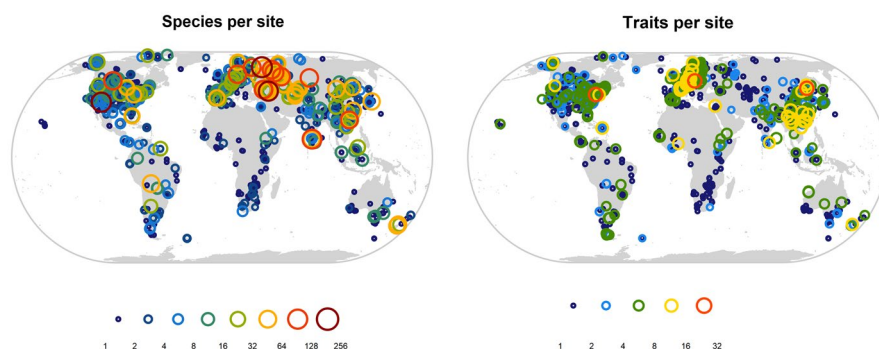 Species per site
Traits per site
1 2 4 8 16 32 64 128 256
1 2 4 8 16 32